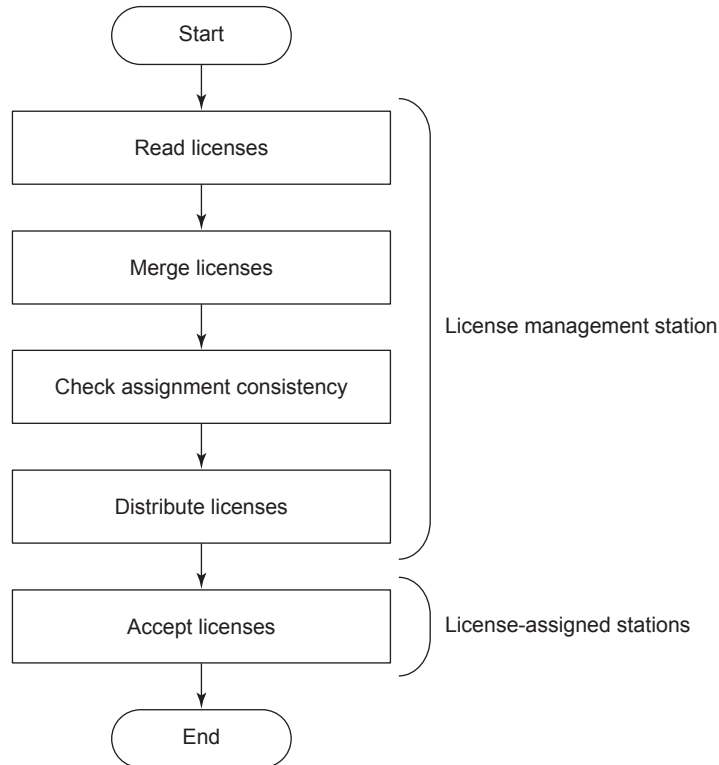 Start
Read licenses
Merge licenses
License management station
Check assignment consistency
Distribute licenses
Accept licenses
License-assigned stations
End